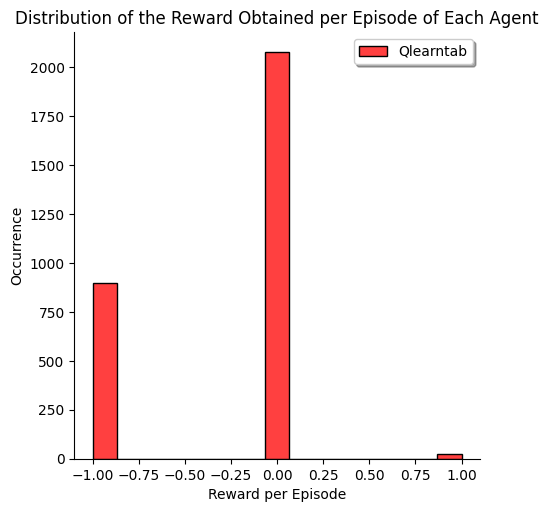 Distribution of the Reward Obtained per Episode of Each Agent
Qlearntab
2000
1750
1500
1250
1000
750
500
250
0
Occurrence
−1.00 −0.75 −0.50 −0.25 0.00 0.25 0.50 0.75 1.00
Reward per Episode